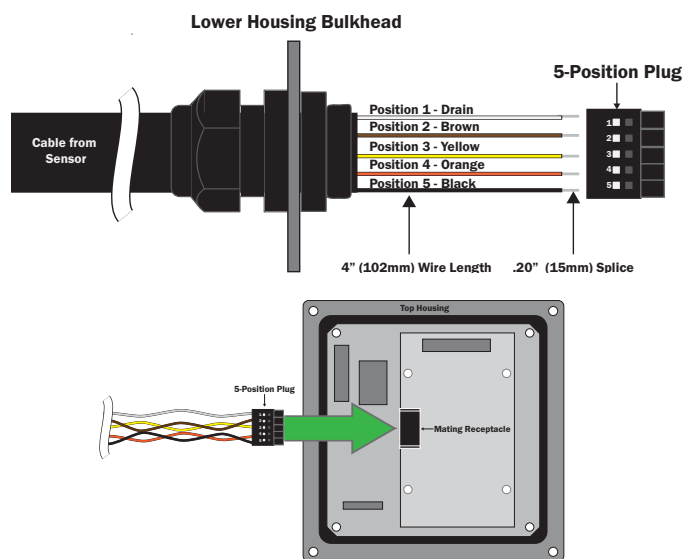 Lower Housing Bulkhead
5-Position Plug
Cable from
Sensor
Position 1 - Drain
Position 2 - Brown
Position 3 - Yellow
Position 4 - Orange
Position 5 - Black
1
2
3
4
5
4” (102mm) Wire Length
.20” (15mm) Splice
Top Housing
5-Position Plug
Mating Receptacle